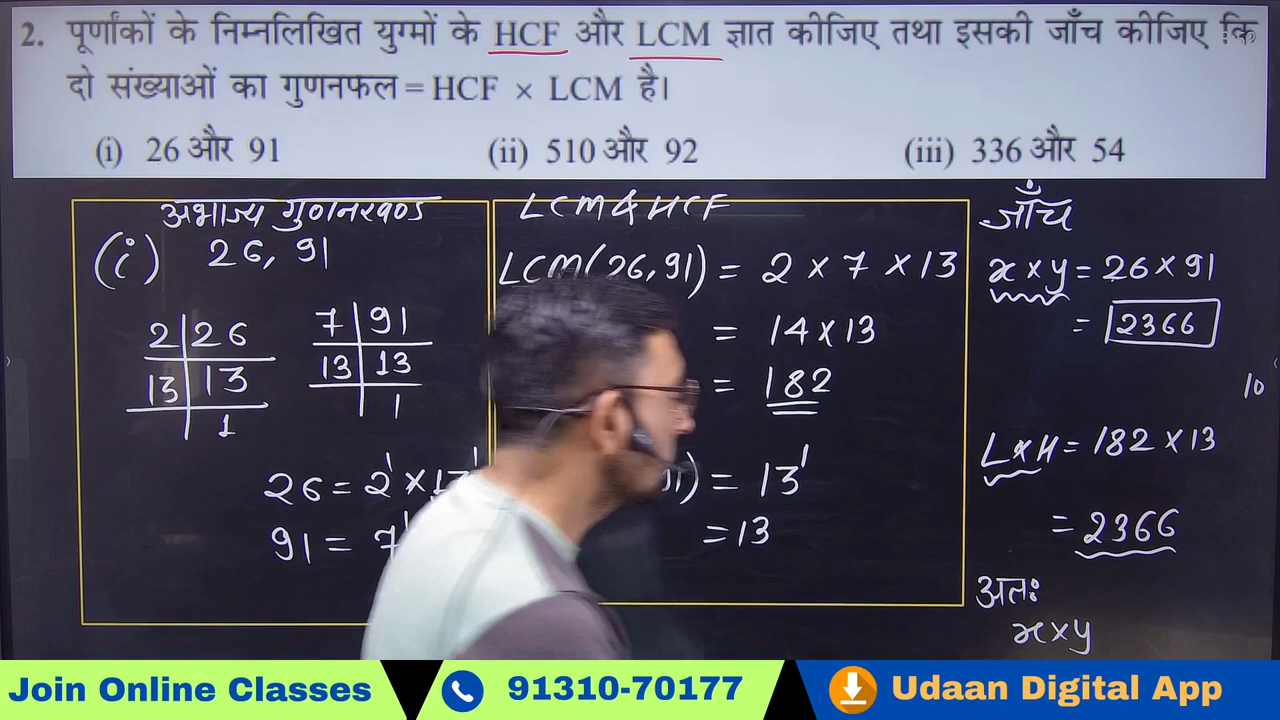 2. पूर्णांकों के निम्नलिखित युग्मों के HCF और LCM ज्ञात कीजिए तथा इसकी जाँच कीजिए कि
दो संख्याओं का गुणनफल = HCF × LCM है।
(i) 26 और 91 (ii) 510 और 92 (iii) 336 और 54
अभाज्य गुणनखण्ड
(i) 26, 91
2 | 26
13 | 13
1
7 | 91
13 | 13
1
26 = 2¹ × 13¹
91 = 7¹
LCM & HCF
LCM(26, 91) = 2 × 7 × 13
= 14 × 13
= 182
91) = 13¹
= 13
जाँच
x × y = 26 × 91
= 2366
10
L × H = 182 × 13
= 2366
अतः
x × y
Join Online Classes 91310-70177 Udaan Digital App